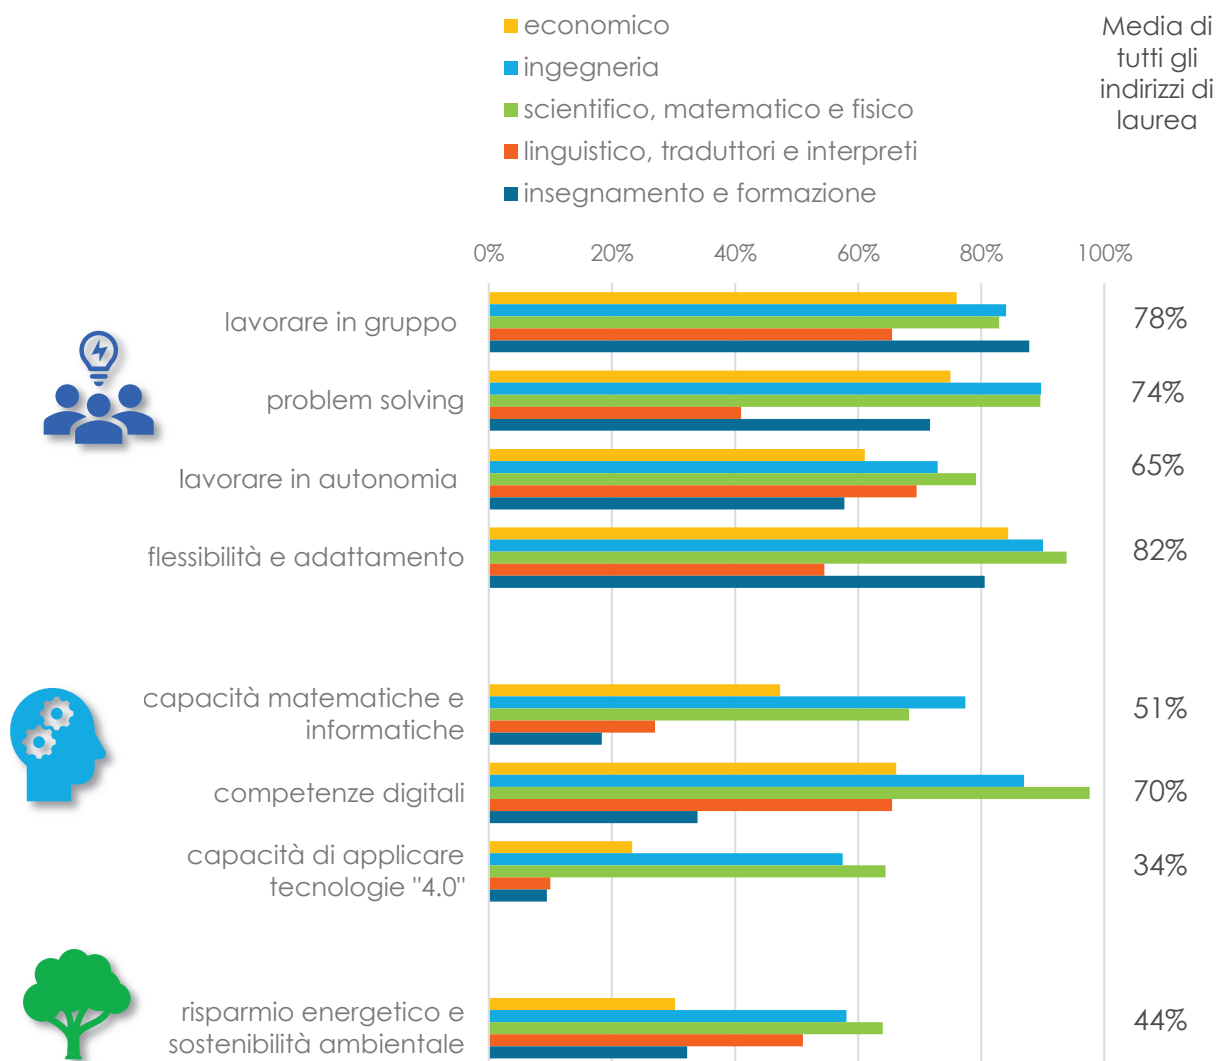 economico
ingegneria
scientifico, matematico e fisico
linguistico, traduttori e interpreti
insegnamento e formazione
Media di
tutti gli
indirizzi di
laurea
0% 20% 40% 60% 80% 100%
lavorare in gruppo 78%
problem solving 74%
lavorare in autonomia 65%
flessibilità e adattamento 82%
capacità matematiche e
informatiche 51%
competenze digitali 70%
capacità di applicare
tecnologie "4.0" 34%
risparmio energetico e
sostenibilità ambientale 44%